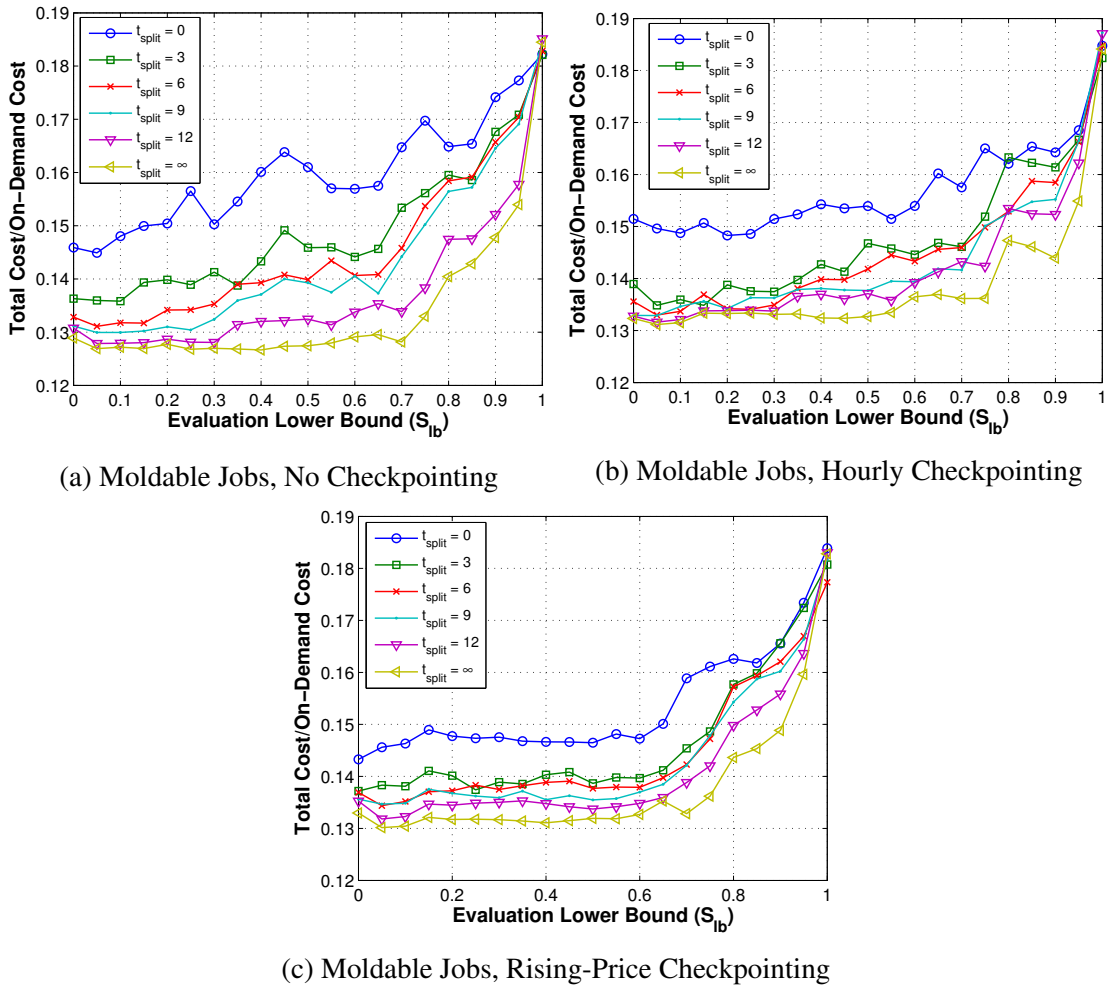 0.19
0.18
0.17
0.16
0.15
0.14
0.13
0.12
Total Cost/On−Demand Cost
t_split = 0
t_split = 3
t_split = 6
t_split = 9
t_split = 12
t_split = ∞
0 0.1 0.2 0.3 0.4 0.5 0.6 0.7 0.8 0.9 1
Evaluation Lower Bound (S_lb)
(a) Moldable Jobs, No Checkpointing
0.19
0.18
0.17
0.16
0.15
0.14
0.13
0.12
Total Cost/On−Demand Cost
t_split = 0
t_split = 3
t_split = 6
t_split = 9
t_split = 12
t_split = ∞
0 0.1 0.2 0.3 0.4 0.5 0.6 0.7 0.8 0.9 1
Evaluation Lower Bound (S_lb)
(b) Moldable Jobs, Hourly Checkpointing
0.19
0.18
0.17
0.16
0.15
0.14
0.13
0.12
Total Cost/On−Demand Cost
t_split = 0
t_split = 3
t_split = 6
t_split = 9
t_split = 12
t_split = ∞
0 0.2 0.4 0.6 0.8 1
Evaluation Lower Bound (S_lb)
(c) Moldable Jobs, Rising-Price Checkpointing